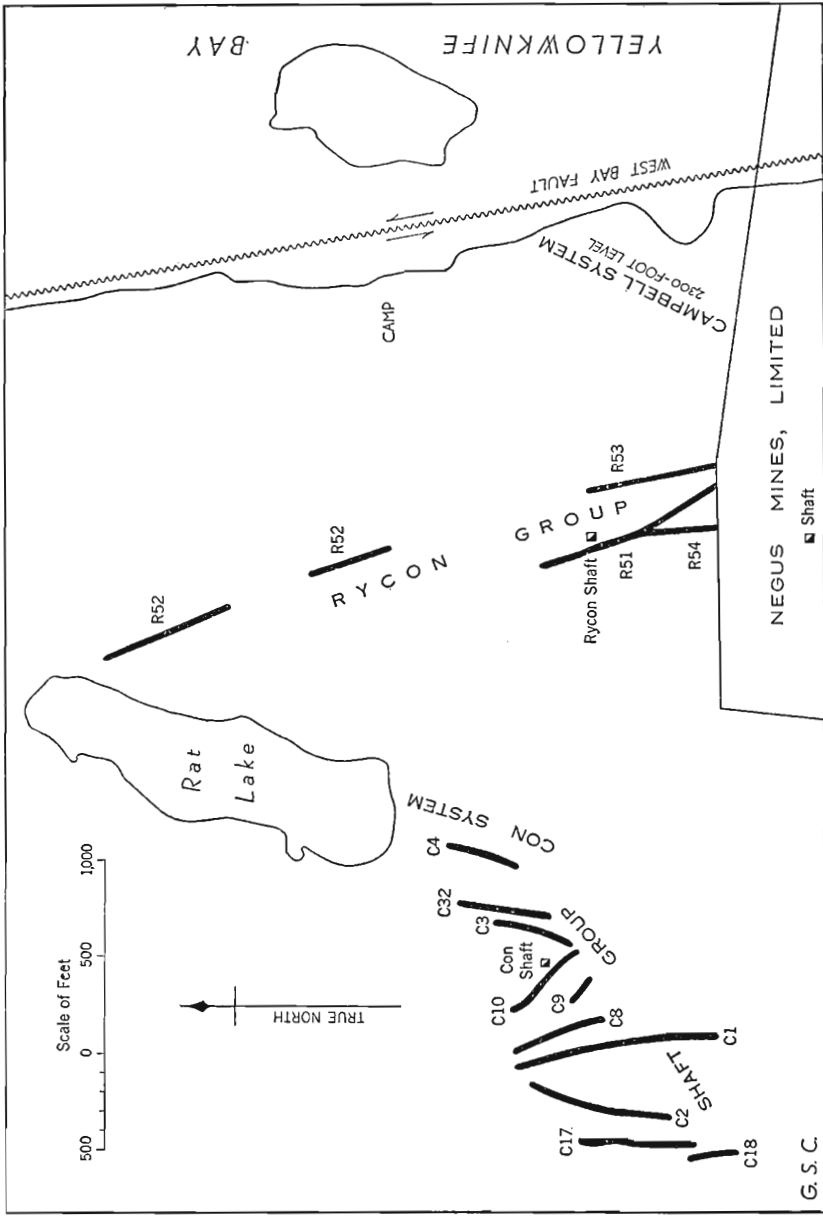 YELLOWKNIFE BAY
WEST BAY FAULT
CAMP
CAMPBELL SYSTEM
2300-FOOT LEVEL
NEGUS MINES, LIMITED
Shaft
R53
R52
R52
RYCON GROUP
Rycon Shaft
R51
R54
Rat
Lake
CON SYSTEM
C4
C32
C3
Con
Shaft
C10
C9
C8
SHAFT GROUP
C1
C2
C17
C18
Scale of Feet
500 0 500 1,000
TRUE NORTH
G. S. C.